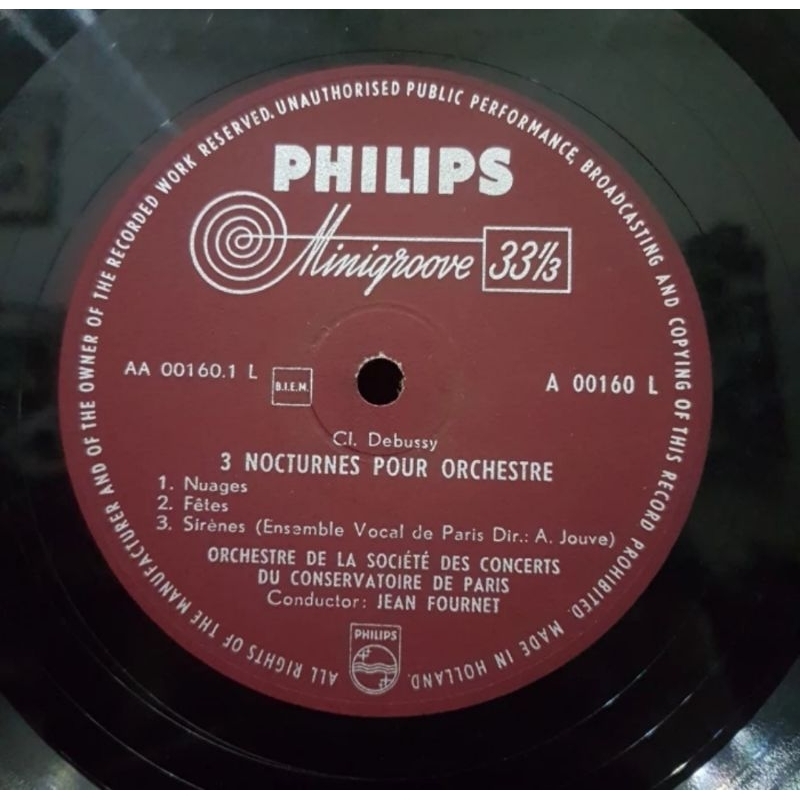 ALL RIGHTS OF THE MANUFACTURER AND OF THE OWNER OF THE RECORDED WORK RESERVED. UNAUTHORISED PUBLIC PERFORMANCE, BROADCASTING AND COPYING OF THIS RECORD PROHIBITED. MADE IN HOLLAND.
PHILIPS
Minigroove 33⅓
AA 00160.1 L B.I.E.M. A 00160 L
Cl. Debussy
3 NOCTURNES POUR ORCHESTRE
1. Nuages
2. Fêtes
3. Sirènes (Ensemble Vocal de Paris Dir.: A. Jouve)
ORCHESTRE DE LA SOCIÉTÉ DES CONCERTS
DU CONSERVATOIRE DE PARIS
Conductor: JEAN FOURNET
PHILIPS